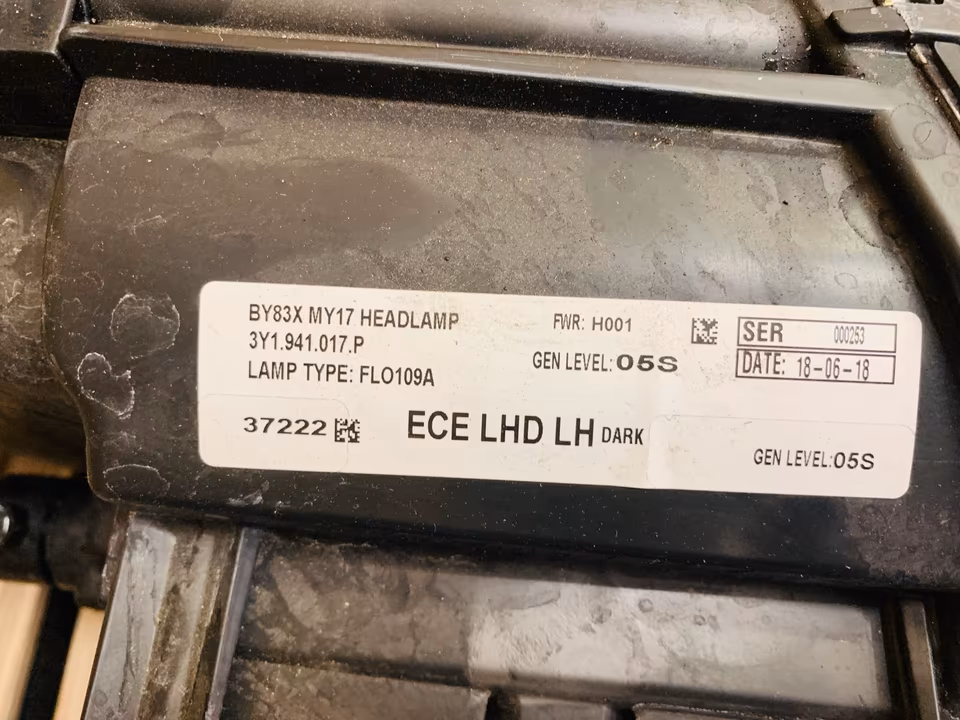 BY83X MY17 HEADLAMP
3Y1.941.017.P
LAMP TYPE: FLO109A
FWR: H001
GEN LEVEL: 05S
SER 000253
DATE: 18-06-18
37222
ECE LHD LH DARK
GEN LEVEL: 05S